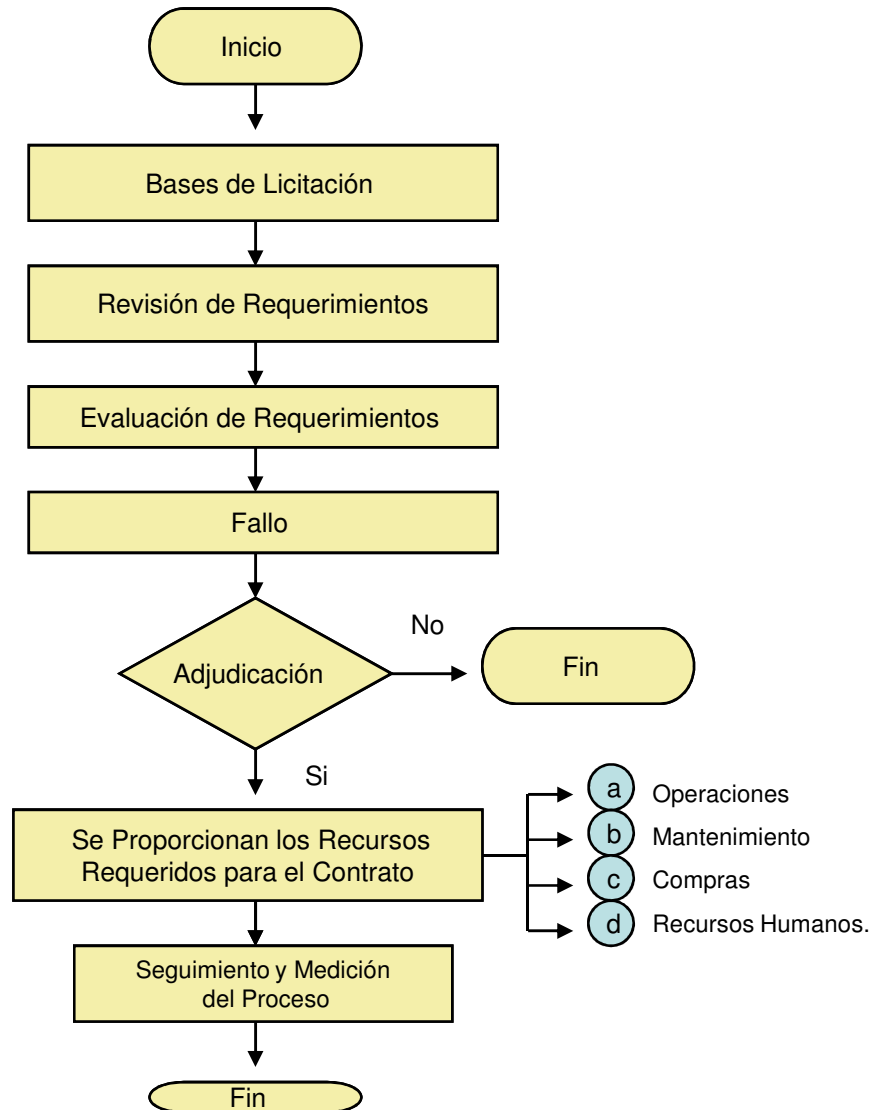 Inicio
Bases de Licitación
Revisión de Requerimientos
Evaluación de Requerimientos
Fallo
Adjudicación
No
Fin
Si
Se Proporcionan los Recursos
Requeridos para el Contrato
a Operaciones
b Mantenimiento
c Compras
d Recursos Humanos.
Seguimiento y Medición
del Proceso
Fin